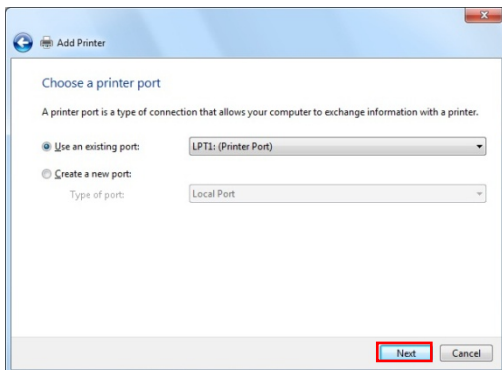 Add Printer
Choose a printer port
A printer port is a type of connection that allows your computer to exchange information with a printer.
Use an existing port: LPT1: (Printer Port)
Create a new port:
Type of port: Local Port
Next Cancel